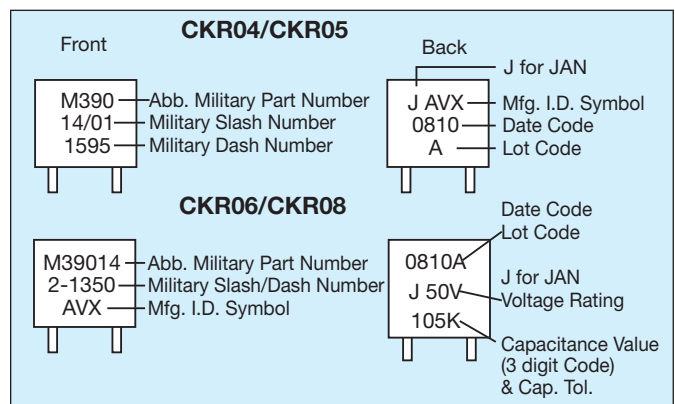 CKR04/CKR05
Front
M390
14/01
1595
Abb. Military Part Number
Military Slash Number
Military Dash Number
Back
J AVX
0810
A
J for JAN
Mfg. I.D. Symbol
Date Code
Lot Code
CKR06/CKR08
M39014
2-1350
AVX
Abb. Military Part Number
Military Slash/Dash Number
Mfg. I.D. Symbol
0810A
J 50V
105K
Date Code
Lot Code
J for JAN
Voltage Rating
Capacitance Value
(3 digit Code)
& Cap. Tol.